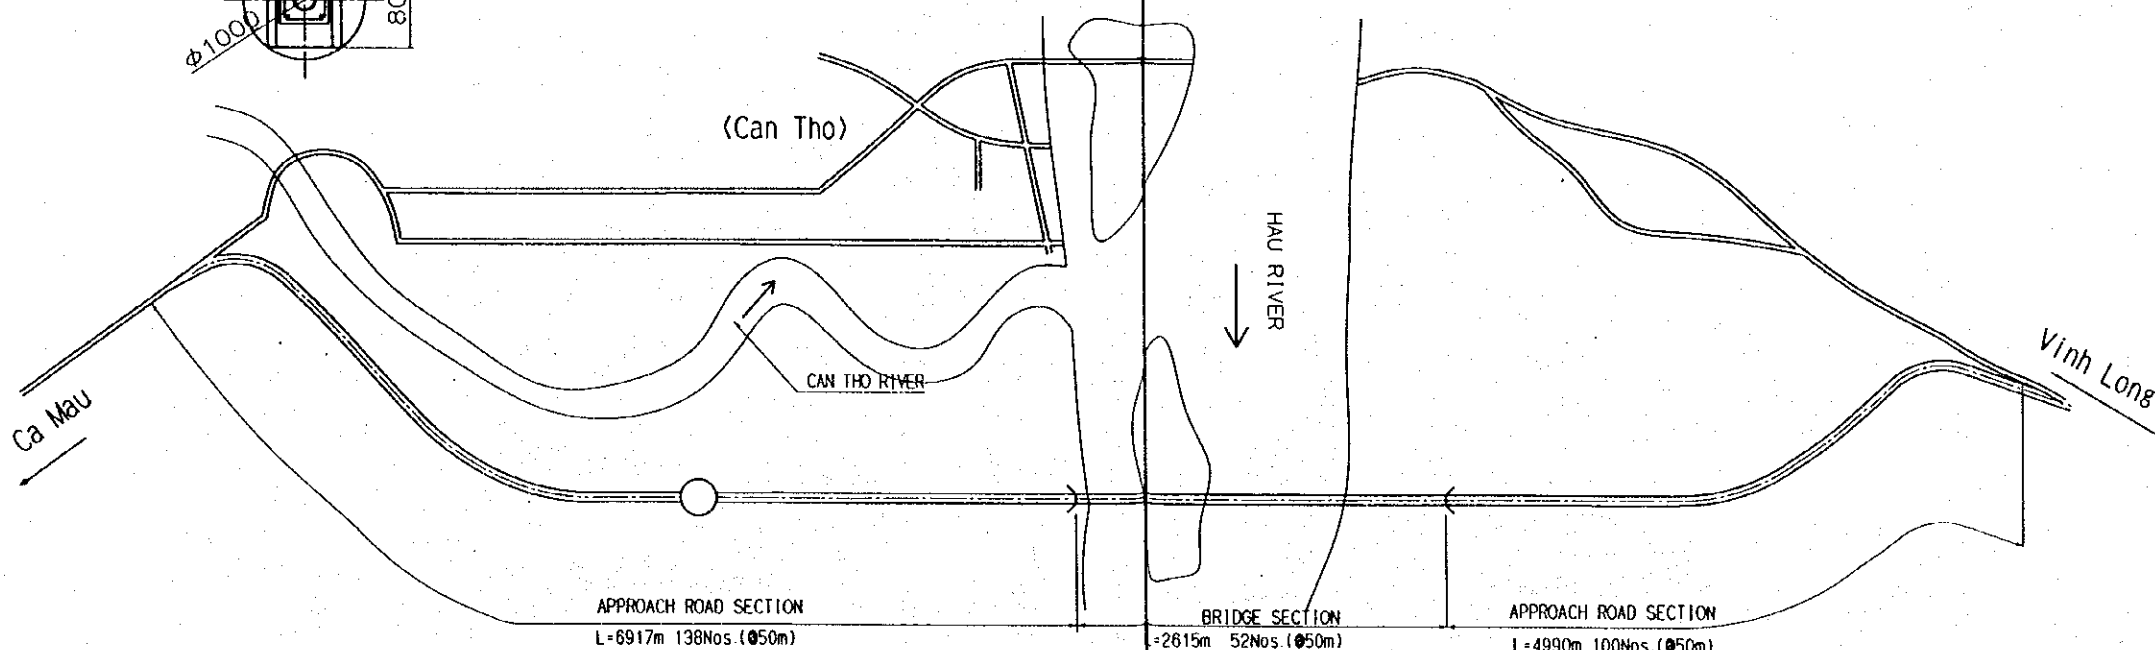 φ1000
80
(Can Tho)
HAU RIVER
CAN THO RIVER
Ca Mau
Vinh Long
APPROACH ROAD SECTION
L=6917m 138Nos.(@50m)
BRIDGE SECTION
L=2615m 52Nos.(@50m)
APPROACH ROAD SECTION
L=4990m 100Nos.(@50m)